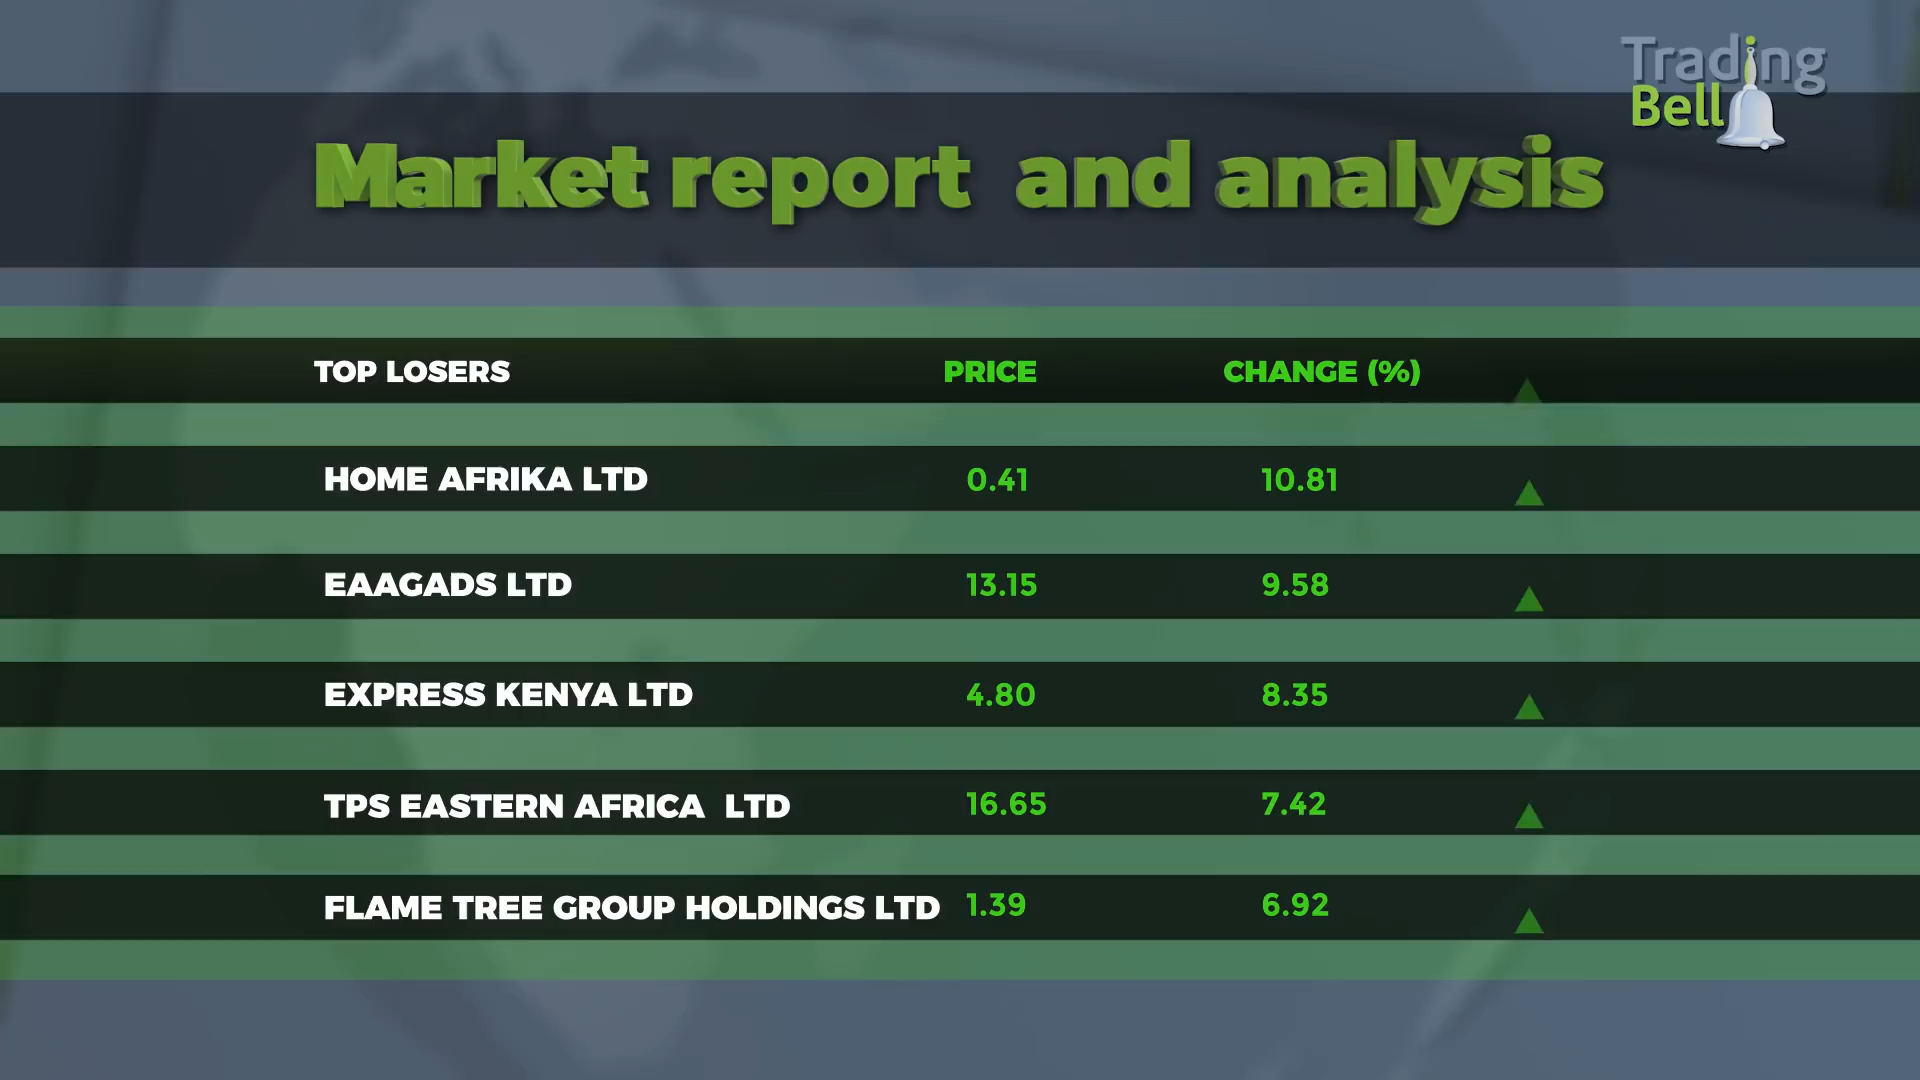 Trading
Bell
Market report and analysis
TOP LOSERS PRICE CHANGE (%)
HOME AFRIKA LTD 0.41 10.81
EAAGADS LTD 13.15 9.58
EXPRESS KENYA LTD 4.80 8.35
TPS EASTERN AFRICA LTD 16.65 7.42
FLAME TREE GROUP HOLDINGS LTD 1.39 6.92